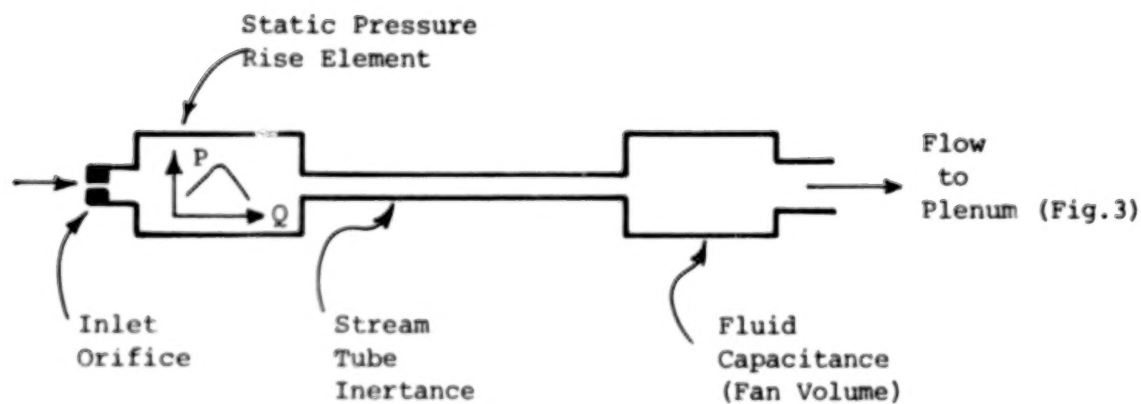 Static Pressure
Rise Element
P
Q
Flow
to
Plenum (Fig.3)
Inlet
Orifice
Stream
Tube
Inertance
Fluid
Capacitance
(Fan Volume)